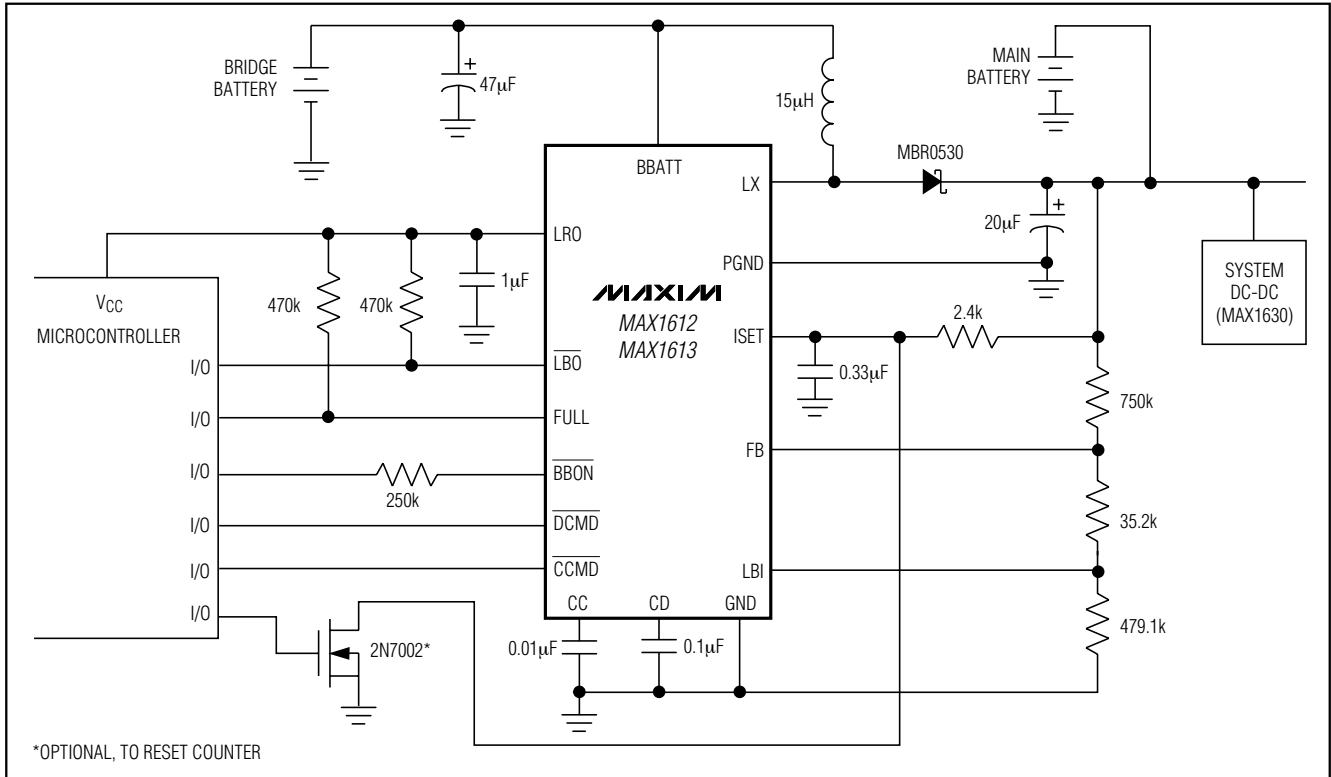 BRIDGE
BATTERY
+
47µF
15µH
MAIN
BATTERY
BBATT
LX
MBR0530
LRO
+
20µF
PGND
SYSTEM
DC-DC
(MAX1630)
VCC
MICROCONTROLLER
470k
470k
1µF
MAXIM
MAX1612
MAX1613
ISET
2.4k
0.33µF
I/O
LBO
750k
I/O
FULL
FB
I/O
250k
BBON
35.2k
I/O
DCMD
I/O
CCMD
LBI
I/O
CC
CD
GND
479.1k
2N7002*
0.01µF
0.1µF
*OPTIONAL, TO RESET COUNTER